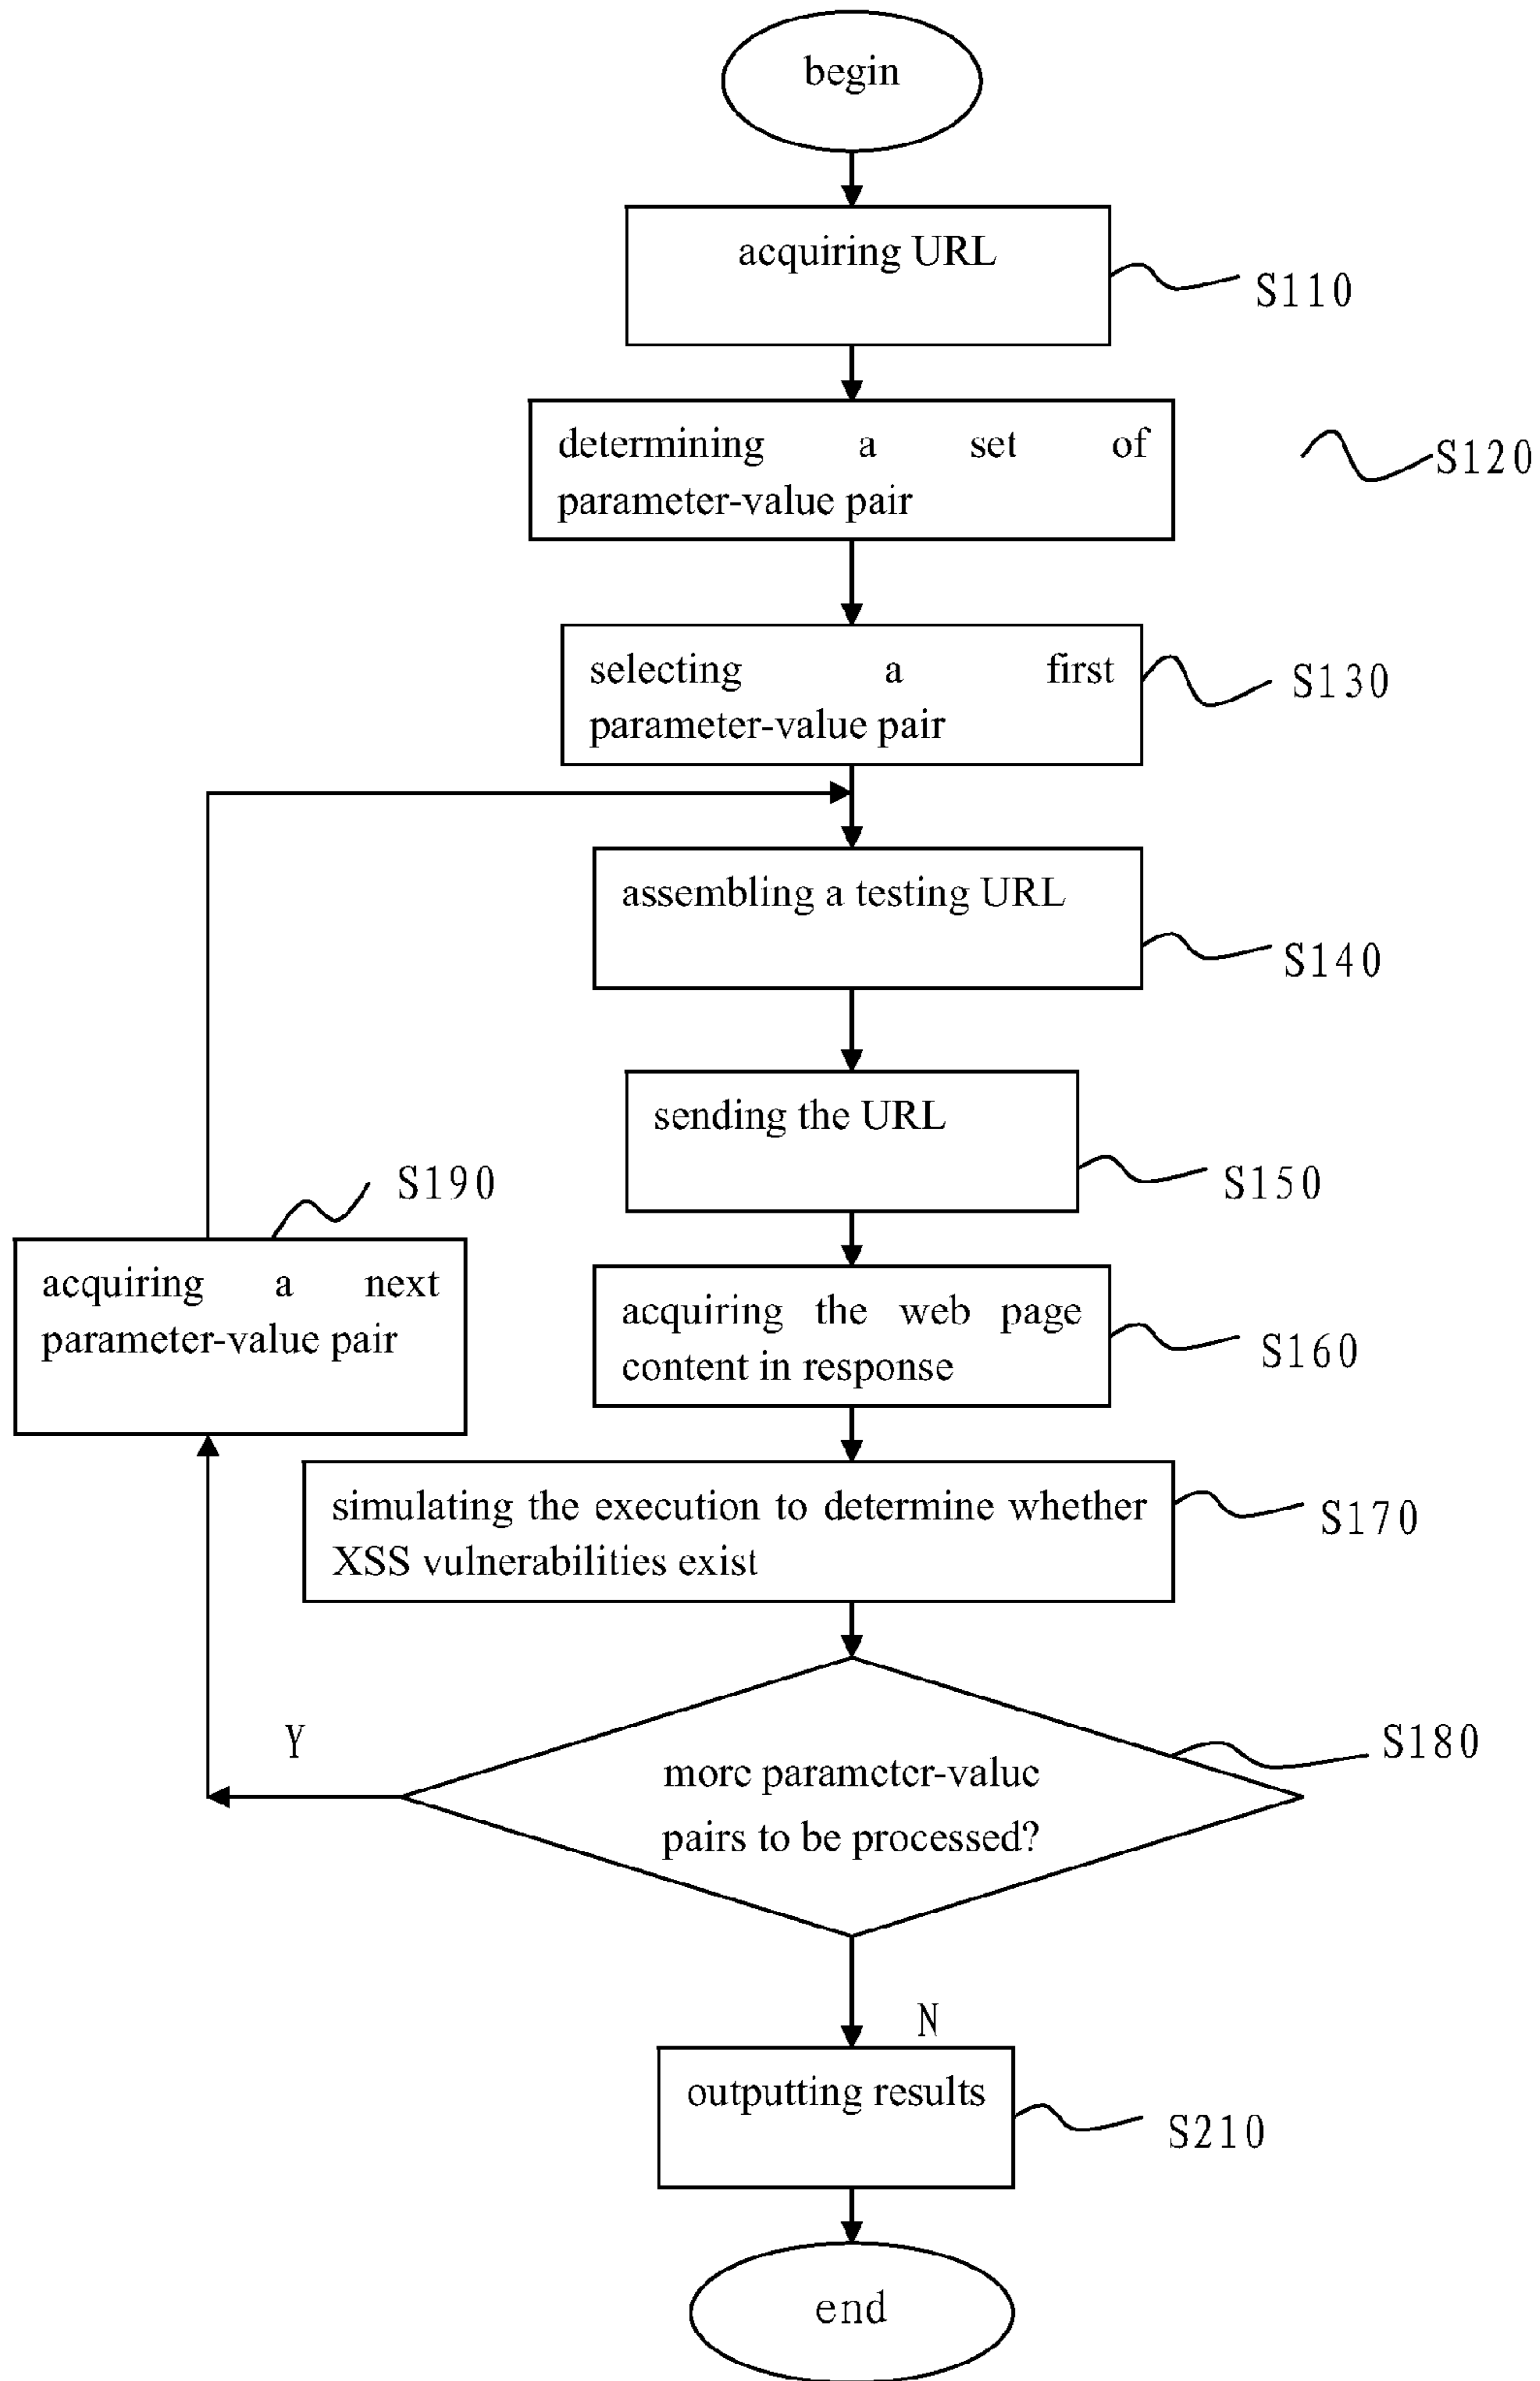 begin
acquiring URL
S110
determining a set of
parameter-value pair
S120
selecting a first
parameter-value pair
S130
assembling a testing URL
S140
sending the URL
S150
S190
acquiring a next
parameter-value pair
acquiring the web page
content in response
S160
simulating the execution to determine whether
XSS vulnerabilities exist
S170
Y
more parameter-value
pairs to be processed?
S180
N
outputting results
S210
end